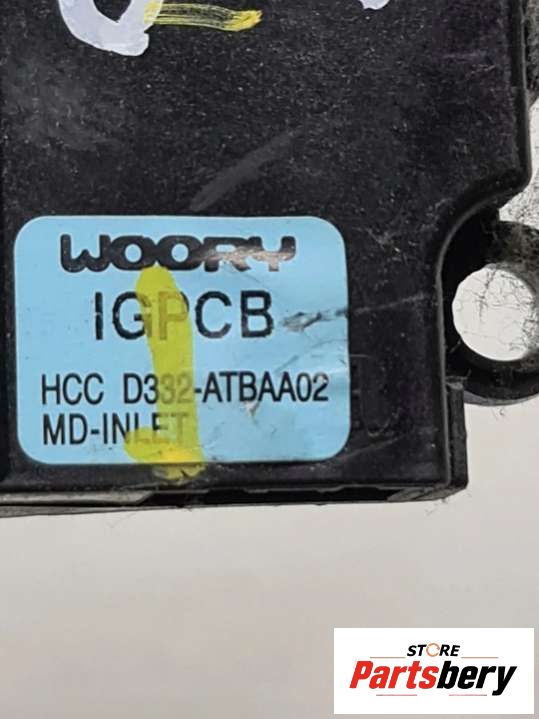 WOORY
IGPCB
HCC D332-ATBAA02
MD-INLET
STORE
Partsbery